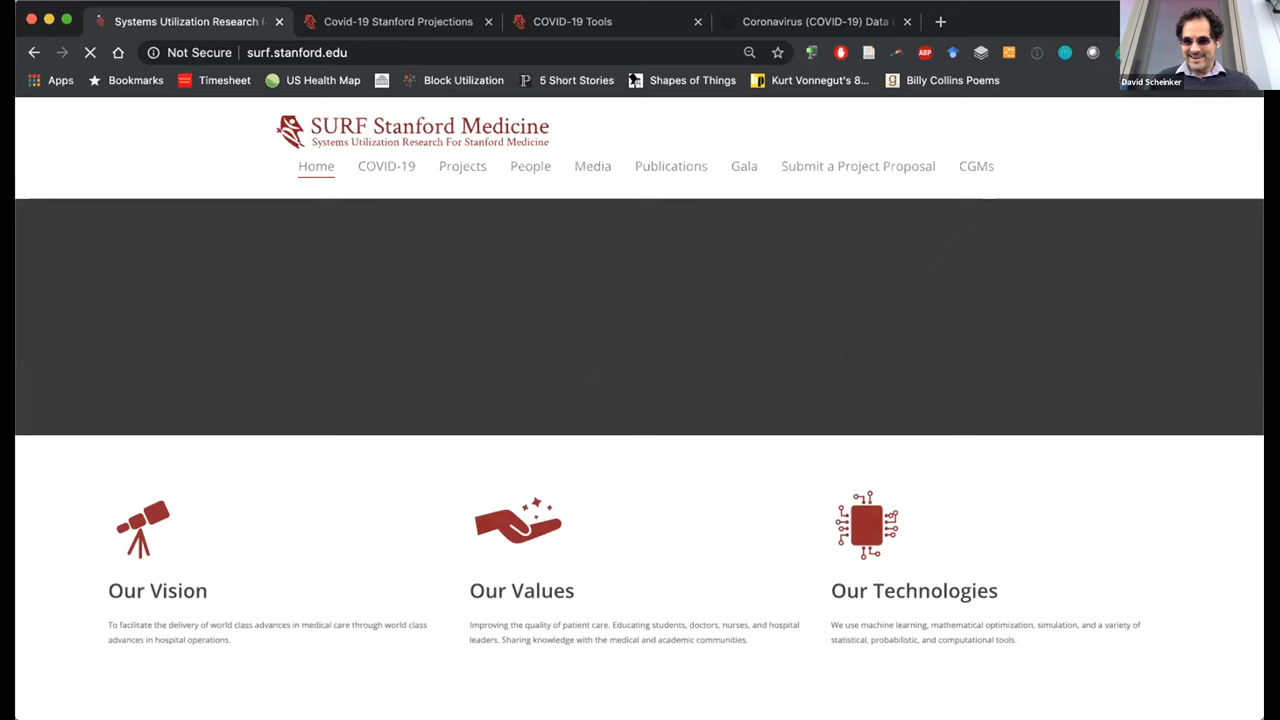 Systems Utilization Research (
Covid-19 Stanford Projections
COVID-19 Tools
Coronavirus (COVID-19) Data
Not Secure
surf.stanford.edu
ABP
David Scheinker
Apps
Bookmarks
Timesheet
US Health Map
Block Utilization
5 Short Stories
Shapes of Things
Kurt Vonnegut's 8...
Billy Collins Poems
SURF Stanford Medicine
Systems Utilization Research For Stanford Medicine
Home COVID-19 Projects People Media Publications Gala Submit a Project Proposal CGMs
Our Vision
To facilitate the delivery of world class advances in medical care through world class
advances in hospital operations.
Our Values
Improving the quality of patient care. Educating students, doctors, nurses, and hospital
leaders. Sharing knowledge with the medical and academic communities.
Our Technologies
We use machine learning, mathematical optimization, simulation, and a variety of
statistical, probabilistic, and computational tools.